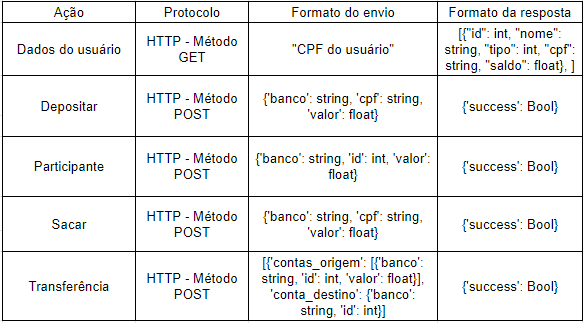 Ação
Protocolo
Formato do envio
Formato da resposta
Dados do usuário
HTTP - Método
GET
"CPF do usuário"
[{"id": int, "nome":
string, "tipo": int, "cpf":
string, "saldo": float}, ]
Depositar
HTTP - Método
POST
{'banco': string, 'cpf': string,
'valor': float}
{'success': Bool}
Participante
HTTP - Método
POST
{'banco': string, 'id': int, 'valor':
float}
{'success': Bool}
Sacar
HTTP - Método
POST
{'banco': string, 'cpf': string,
'valor': float}
{'success': Bool}
Transferência
HTTP - Método
POST
[{'contas_origem': [{'banco':
string, 'id': int, 'valor': float}],
'conta_destino': {'banco':
string, 'id': int}]
{'success': Bool}